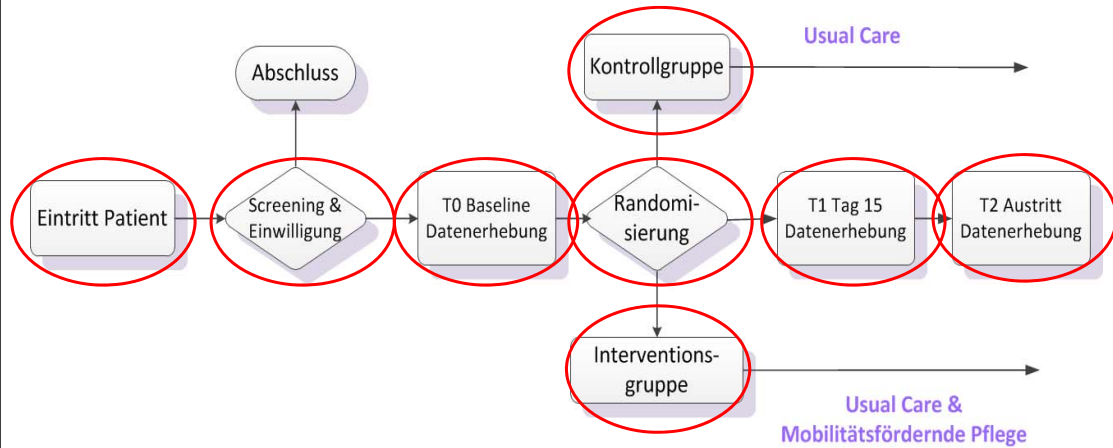 Usual Care
Kontrollgruppe
Abschluss
Eintritt Patient
Screening &
Einwilligung
T0 Baseline
Datenerhebung
Randomi-
sierung
T1 Tag 15
Datenerhebung
T2 Austritt
Datenerhebung
Interventions-
gruppe
Usual Care &
Mobilitätsfördernde Pflege